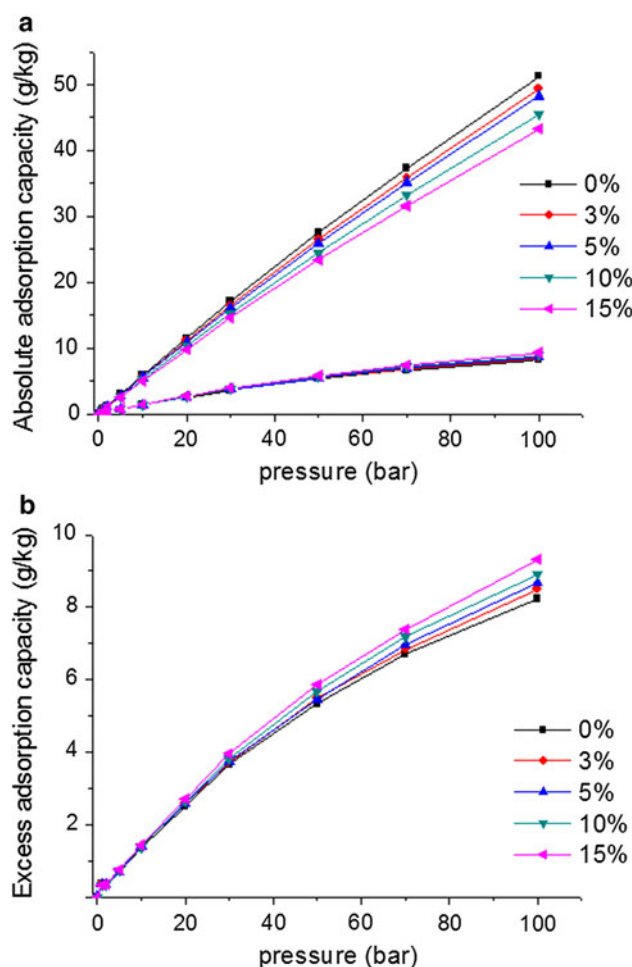 a
Absolute adsorption capacity (g/kg)
50
40
30
20
10
0
0%
3%
5%
10%
15%
0 20 40 60 80 100
pressure (bar)
b
Excess adsorption capacity (g/kg)
10
8
6
4
2
0%
3%
5%
10%
15%
0 20 40 60 80 100
pressure (bar)